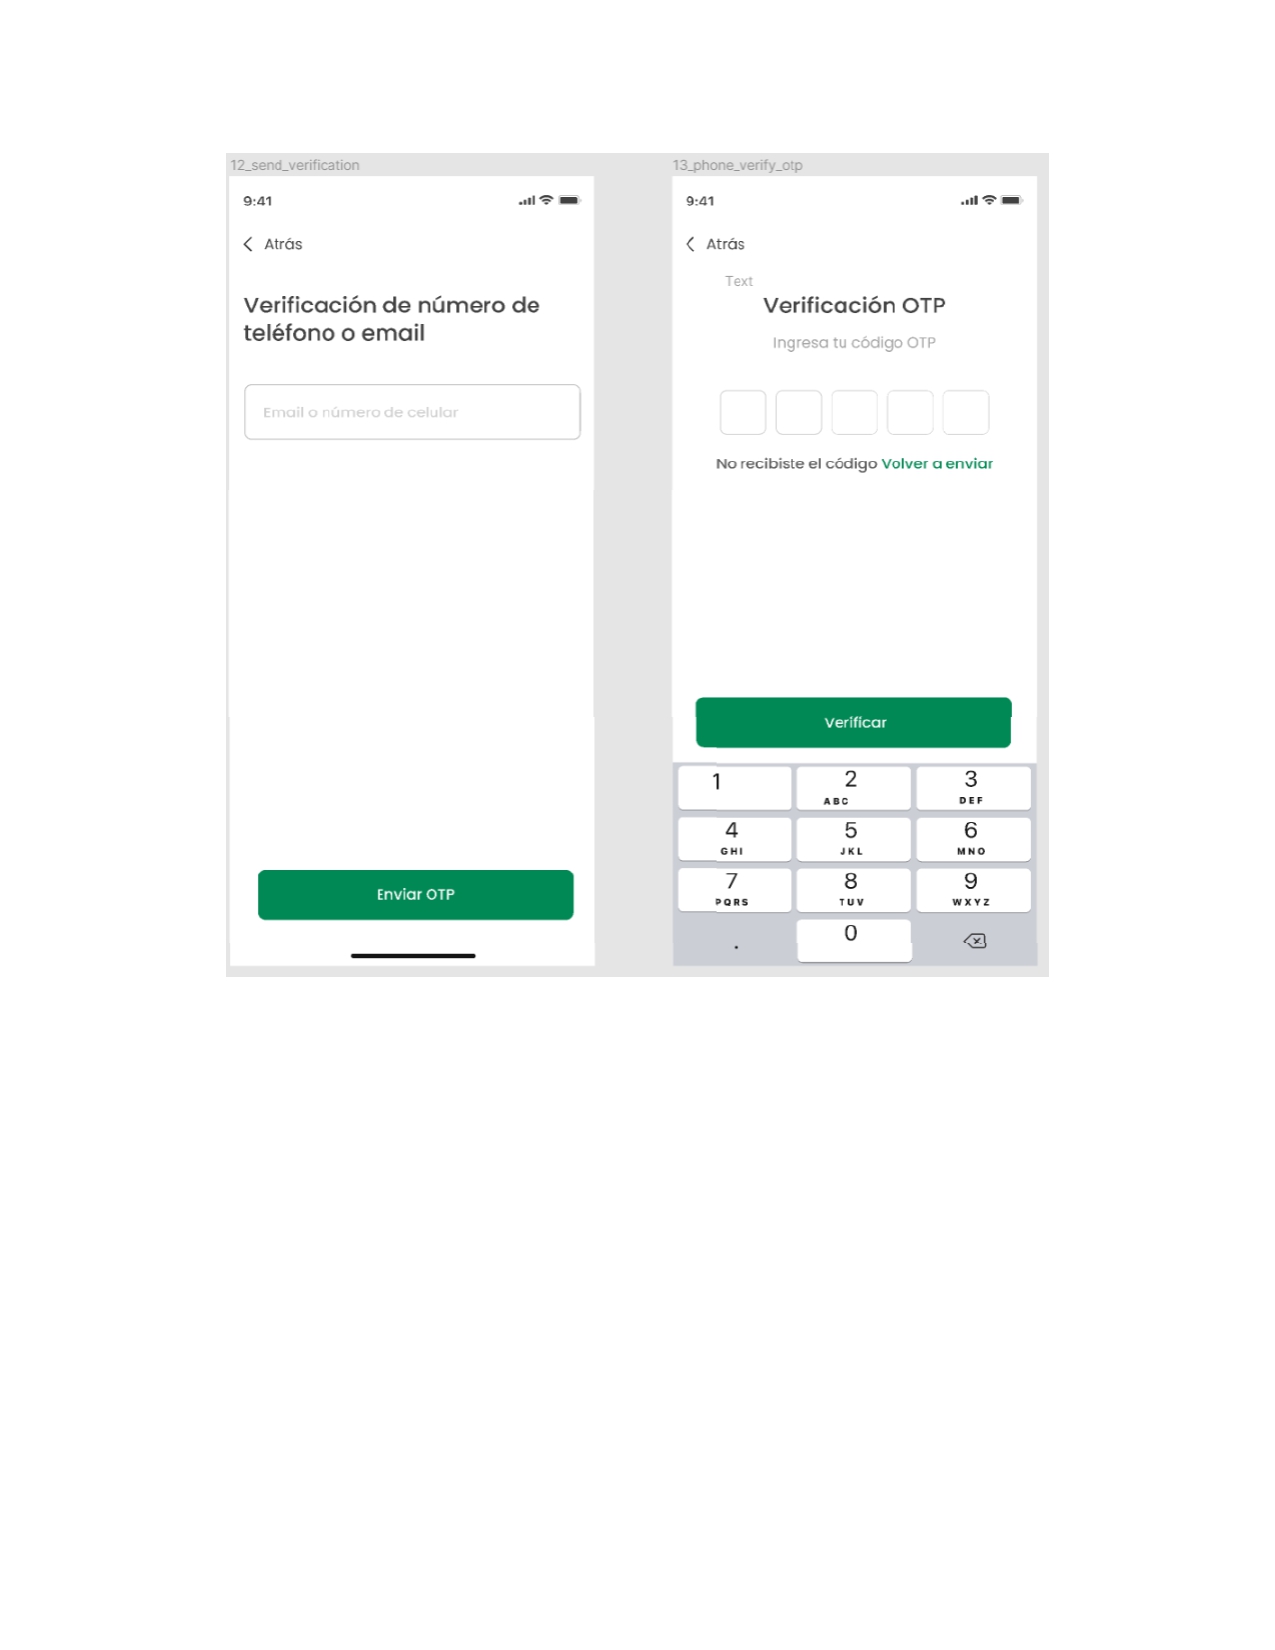 12_send_verification
9:41
Atrás
Verificación de número de
teléfono o email
Email o número de celular
Enviar OTP
13_phone_verify_otp
9:41
Atrás
Text
Verificación OTP
Ingresa tu código OTP
No recibiste el código Volver a enviar
Verificar
1 2 3
ABC DEF
4 5 6
GHI JKL MNO
7 8 9
PQRS TUV WXYZ
. 0